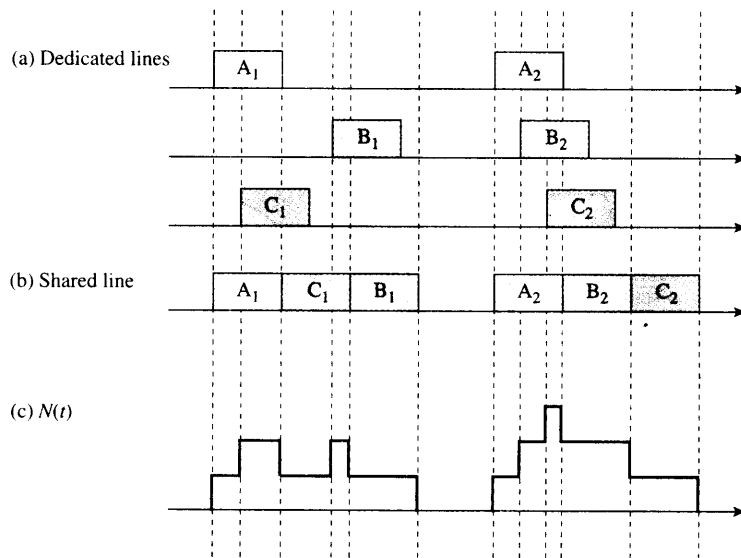 (a) Dedicated lines
A₁ A₂
B₁ B₂
C₁ C₂
(b) Shared line
A₁ C₁ B₁ A₂ B₂ C₂
(c) N(t)